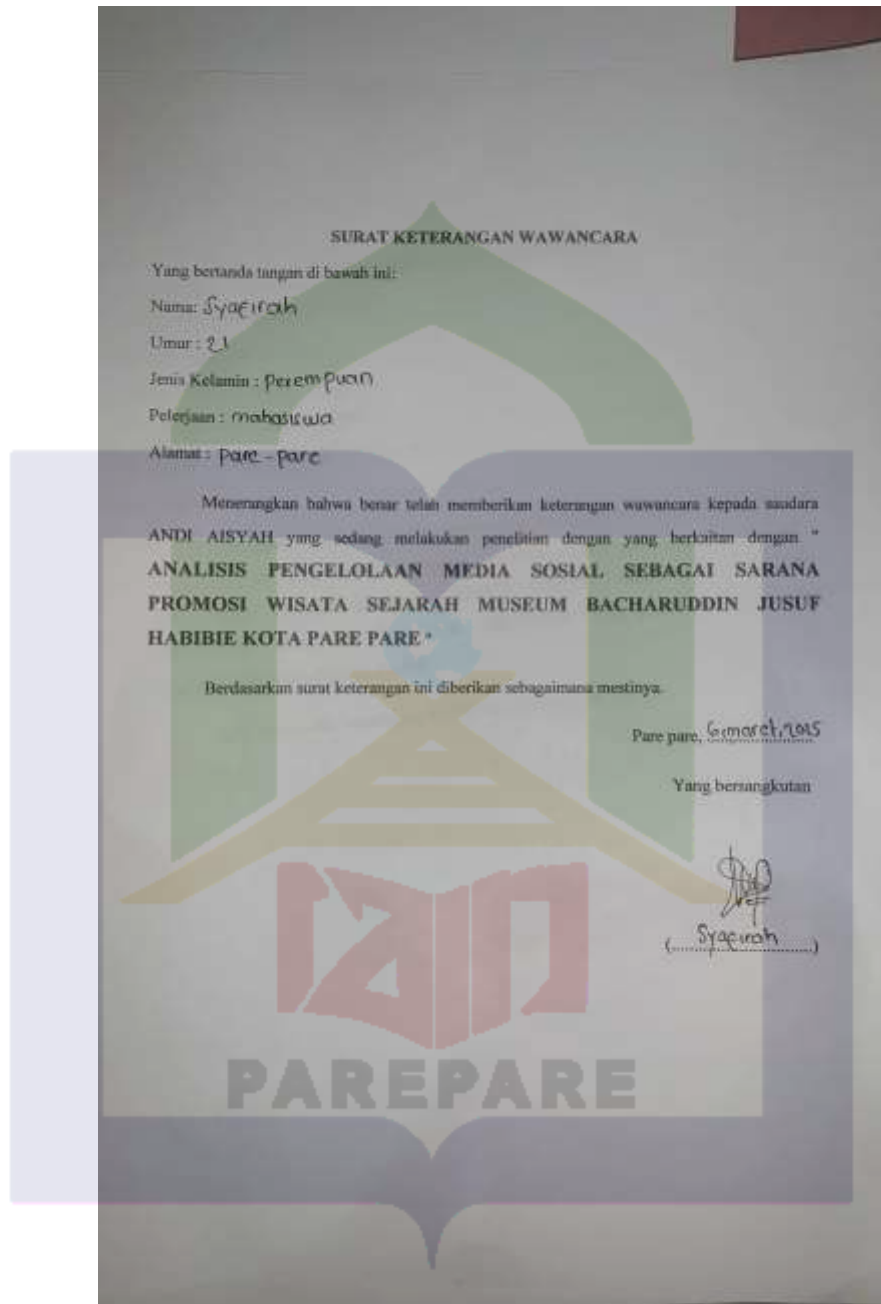 SURAT KETERANGAN WAWANCARA
Yang bertanda tangan di bawah ini:
Nama: Syafirah
Umur : 21
Jenis Kelamin : perempuan
Pekerjaan : mahasiswa
Alamat : pare-pare
Menerangkan bahwa benar telah memberikan keterangan wawancara kepada saudara
ANDI AISYAH yang sedang melakukan penelitian dengan yang berkaitan dengan "
ANALISIS PENGELOLAAN MEDIA SOSIAL SEBAGAI SARANA
PROMOSI WISATA SEJARAH MUSEUM BACHARUDDIN JUSUF
HABIBIE KOTA PARE PARE "
Berdasarkan surat keterangan ini diberikan sebagaimana mestinya.
Pare pare, 6, maret, 2025
Yang bersangkutan
(Syafirah)
iain
PAREPARE